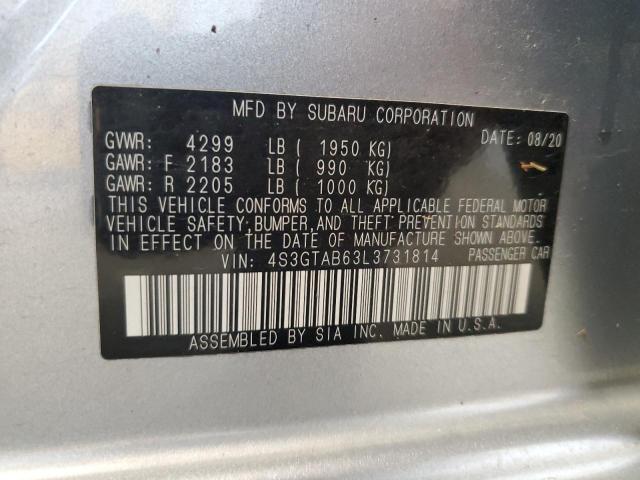 MFD BY SUBARU CORPORATION
GVWR: 4299 LB ( 1950 KG) DATE: 08/20
GAWR: F 2183 LB ( 990 KG)
GAWR: R 2205 LB ( 1000 KG)
THIS VEHICLE CONFORMS TO ALL APPLICABLE FEDERAL MOTOR
VEHICLE SAFETY, BUMPER, AND THEFT PREVENTION STANDARDS
IN EFFECT ON THE DATE OF MANUFACTURE SHOWN ABOVE.
VIN: 4S3GTAB63L3731814 PASSENGER CAR
ASSEMBLED BY SIA INC. MADE IN U.S.A.